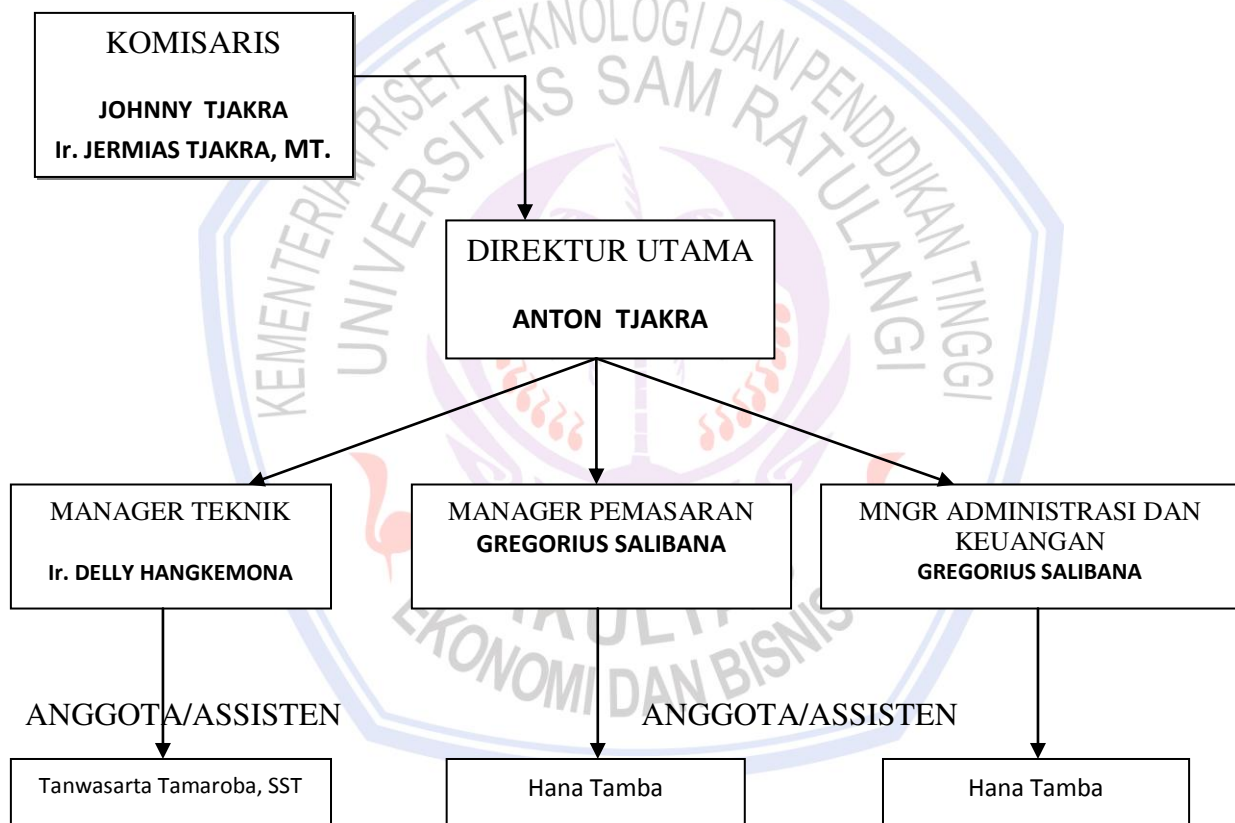 KOMISARIS
JOHNNY TJAKRA
Ir. JERMIAS TJAKRA, MT.
DIREKTUR UTAMA
ANTON TJAKRA
MANAGER TEKNIK
Ir. DELLY HANGKEMONA
MANAGER PEMASARAN
GREGORIUS SALIBANA
MNGR ADMINISTRASI DAN
KEUANGAN
GREGORIUS SALIBANA
ANGGOTA/ASSISTEN
ANGGOTA/ASSISTEN
Tanwasarta Tamaroba, SST
Hana Tamba
Hana Tamba
KEMENTERIAN RISET TEKNOLOGI DAN PENDIDIKAN TINGGI
UNIVERSITAS SAM RATULANGI
EKONOMI DAN BISNIS